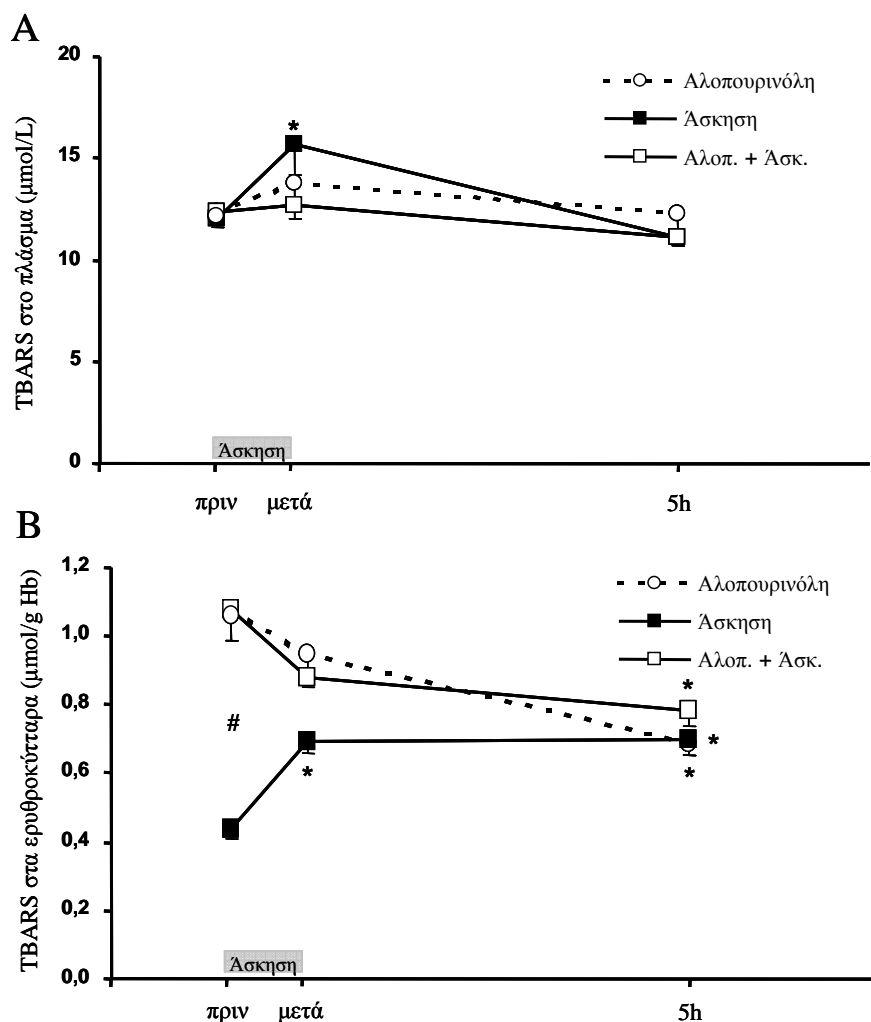 A
20
15
10
5
0
TBARS στο πλάσμα (μmol/L)
Αλοπουρινόλη
Άσκηση
Αλοπ. + Άσκ.
*
Άσκηση
πριν μετά 5h
B
1,2
1,0
0,8
0,6
0,4
0,2
0,0
TBARS στα ερυθροκύτταρα (μmol/g Hb)
Αλοπουρινόλη
Άσκηση
Αλοπ. + Άσκ.
*
#
*
*
*
Άσκηση
πριν μετά 5h